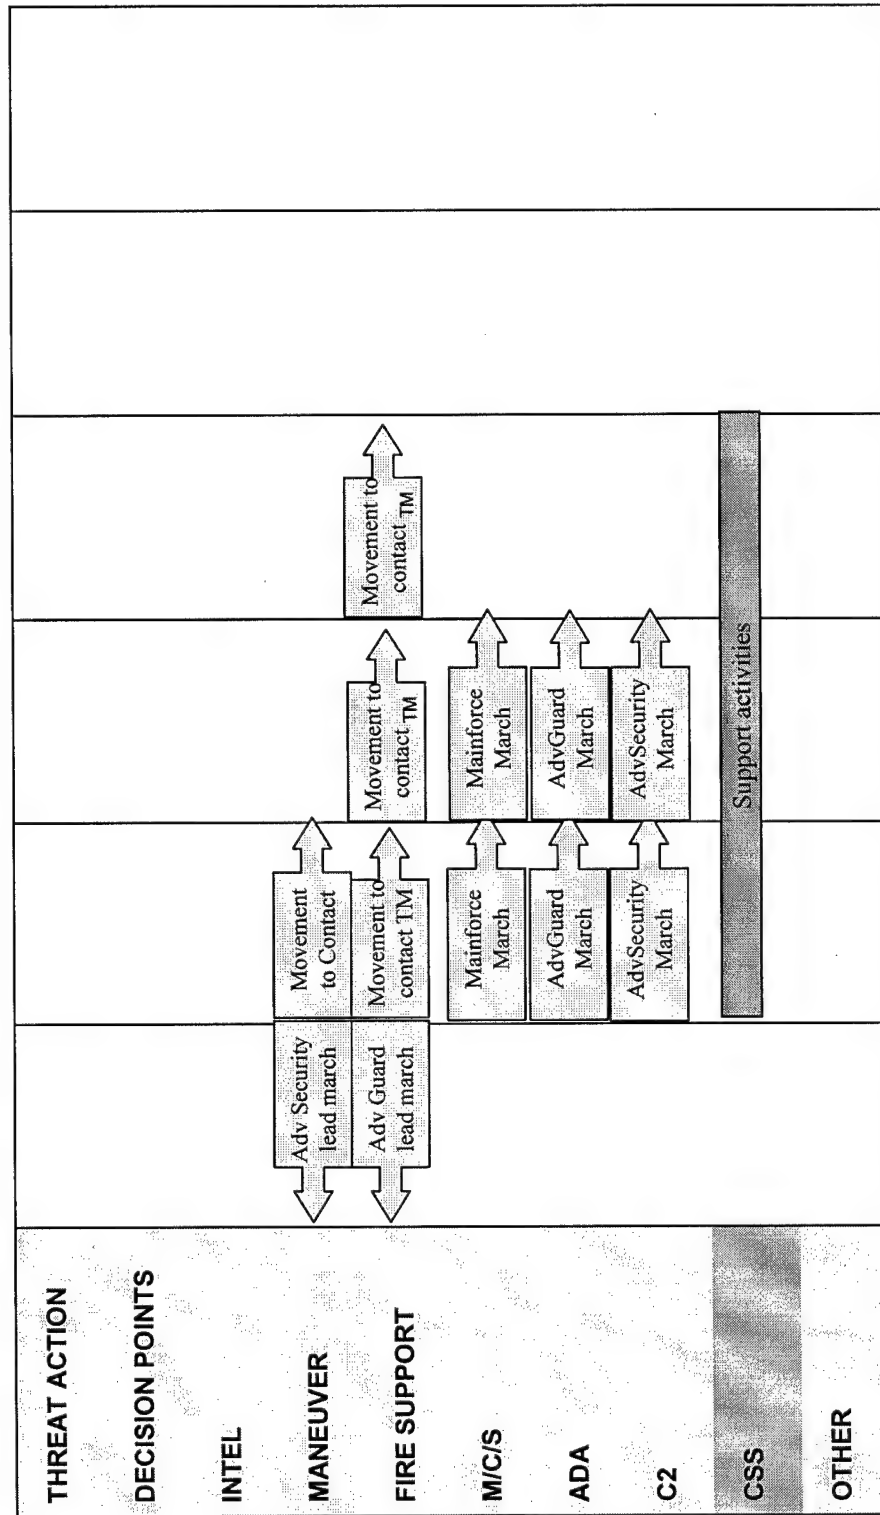 THREAT ACTION
DECISION POINTS
INTEL
MANEUVER
Adv Security
lead march
Movement
to Contact
FIRE SUPPORT
Adv Guard
lead march
Movement to
contact TM
Movement to
contact TM
Movement to
contact TM
M/C/S
Mainforce
March
Mainforce
March
ADA
AdvGuard
March
AdvGuard
March
C2
AdvSecurity
March
AdvSecurity
March
CSS
Support activities
OTHER